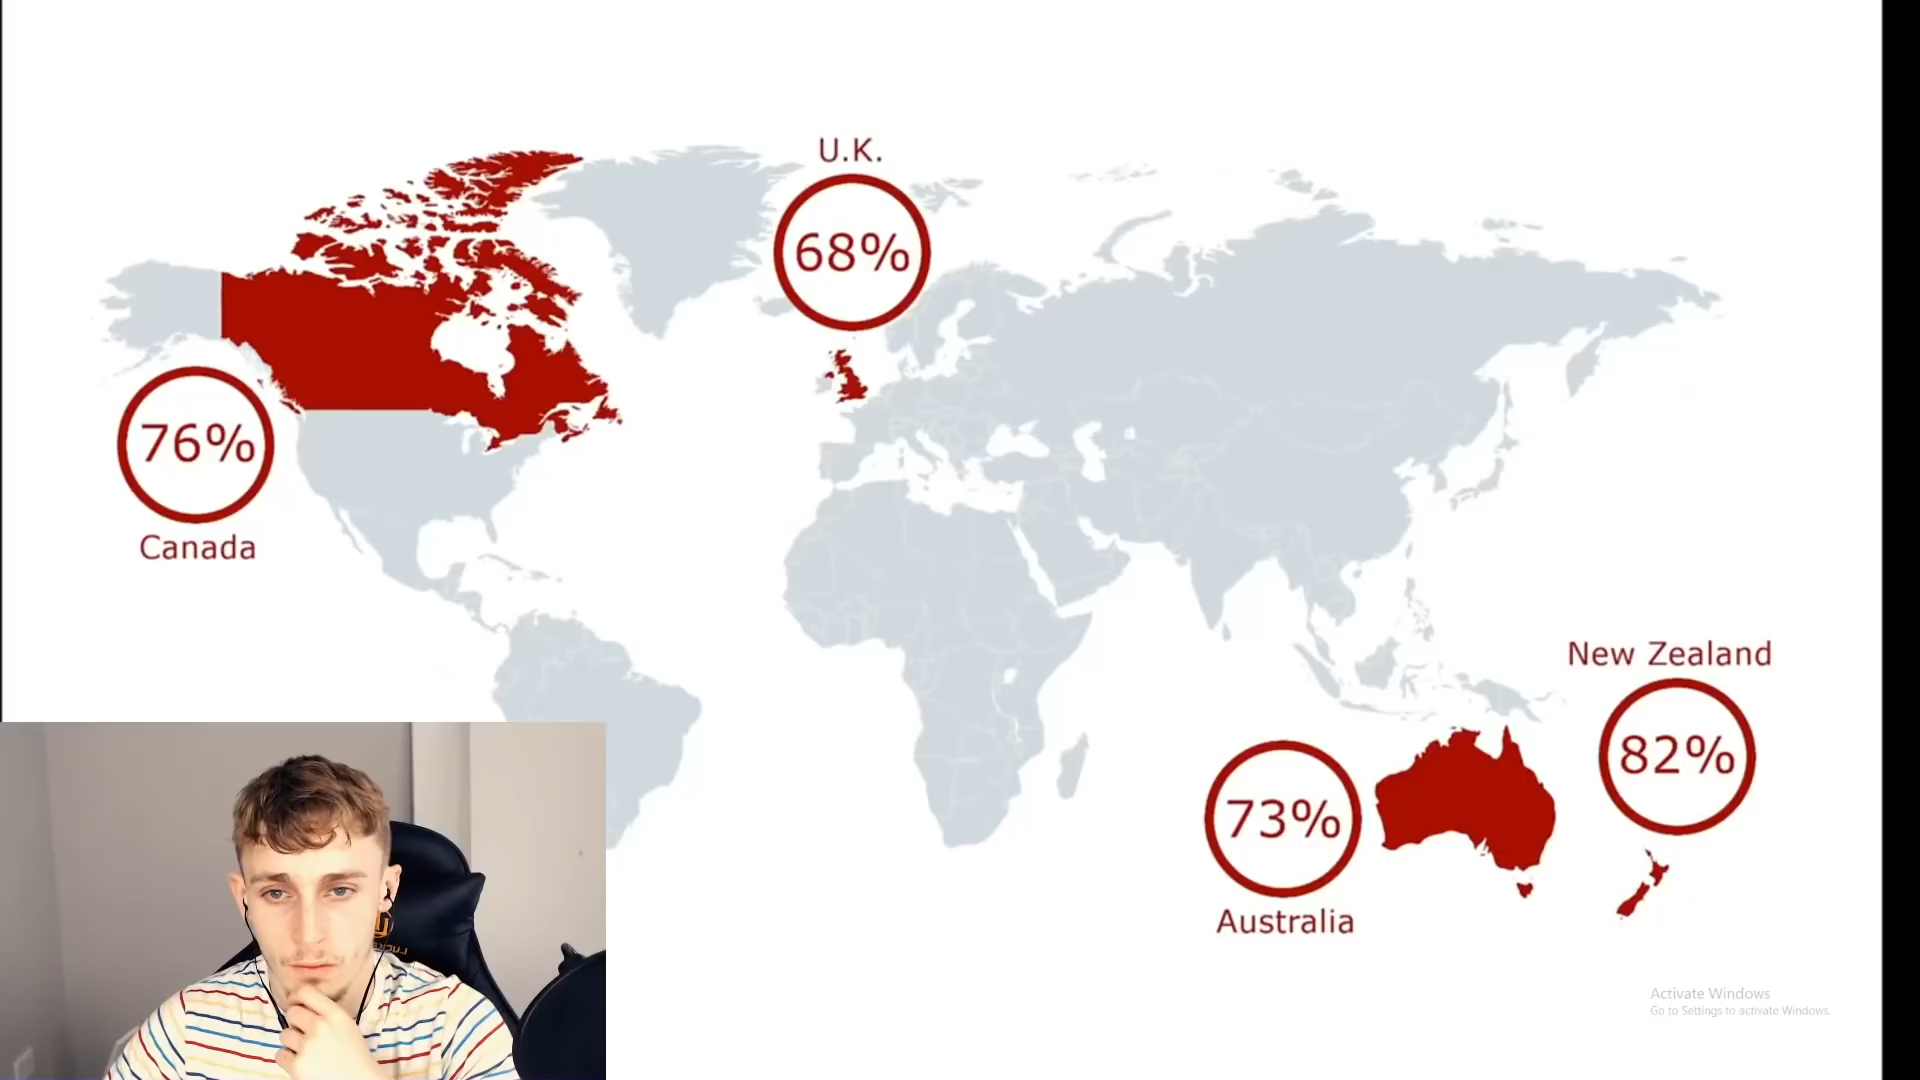 U.K.
68%
76%
Canada
New Zealand
82%
73%
Australia
Activate Windows
Go to Settings to activate Windows.